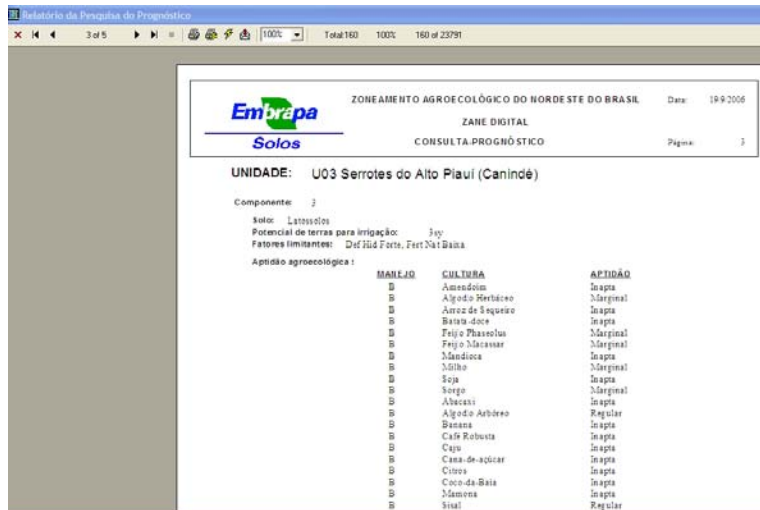 Relatório da Pesquisa do Prognóstico
3 of 5 100% Total:160 100% 160 of 23791
Embrapa
Solos
ZONEAMENTO AGROECOLÓGICO DO NORDESTE DO BRASIL
ZANE DIGITAL
CONSULTA-PROGNÓSTICO
Data: 19/9/2006
Página: 3
UNIDADE: U03 Serrotes do Alto Piauí (Canindé)
Componente: 3
Solo: Latossolos
Potencial de terras para irrigação: 3sy
Fatores limitantes: Def Hid Forte, Fert Nat Baixa
Aptidão agroecológica :
MANEJO CULTURA APTIDÃO
B Amendoim Inapta
B Algodão Herbáceo Marginal
B Arroz de Sequeiro Inapta
B Batata-doce Inapta
B Feijão Phaseolus Marginal
B Feijão Macassar Marginal
B Mandioca Inapta
B Milho Marginal
B Soja Inapta
B Sorgo Marginal
B Abacaxi Inapta
B Algodão Arbóreo Regular
B Banana Inapta
B Café Robusta Inapta
B Caju Inapta
B Cana-de-açúcar Inapta
B Citros Inapta
B Coco-da-Baia Inapta
B Mamona Inapta
B Sisal Regular